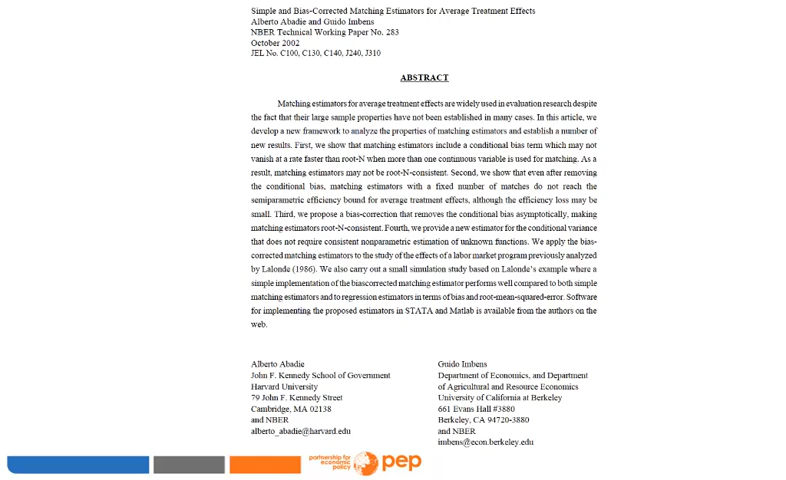 Simple and Bias-Corrected Matching Estimators for Average Treatment Effects
Alberto Abadie and Guido Imbens
NBER Technical Working Paper No. 283
October 2002
JEL No. C100, C130, C140, J240, J310
ABSTRACT
Matching estimators for average treatment effects are widely used in evaluation research despite
the fact that their large sample properties have not been established in many cases. In this article, we
develop a new framework to analyze the properties of matching estimators and establish a number of
new results. First, we show that matching estimators include a conditional bias term which may not
vanish at a rate faster than root-N when more than one continuous variable is used for matching. As a
result, matching estimators may not be root-N-consistent. Second, we show that even after removing
the conditional bias, matching estimators with a fixed number of matches do not reach the
semiparametric efficiency bound for average treatment effects, although the efficiency loss may be
small. Third, we propose a bias-correction that removes the conditional bias asymptotically, making
matching estimators root-N-consistent. Fourth, we provide a new estimator for the conditional variance
that does not require consistent nonparametric estimation of unknown functions. We apply the bias-
corrected matching estimators to the study of the effects of a labor market program previously analyzed
by Lalonde (1986). We also carry out a small simulation study based on Lalonde's example where a
simple implementation of the biascorrected matching estimator performs well compared to both simple
matching estimators and to regression estimators in terms of bias and root-mean-squared-error. Software
for implementing the proposed estimators in STATA and Matlab is available from the authors on the
web.
Alberto Abadie
John F. Kennedy School of Government
Harvard University
79 John F. Kennedy Street
Cambridge, MA 02138
and NBER
alberto_abadie@harvard.edu
Guido Imbens
Department of Economics, and Department
of Agricultural and Resource Economics
University of California at Berkeley
661 Evans Hall #3880
Berkeley, CA 94720-3880
and NBER
imbens@econ.berkeley.edu
partnership for
economic
policy
pep